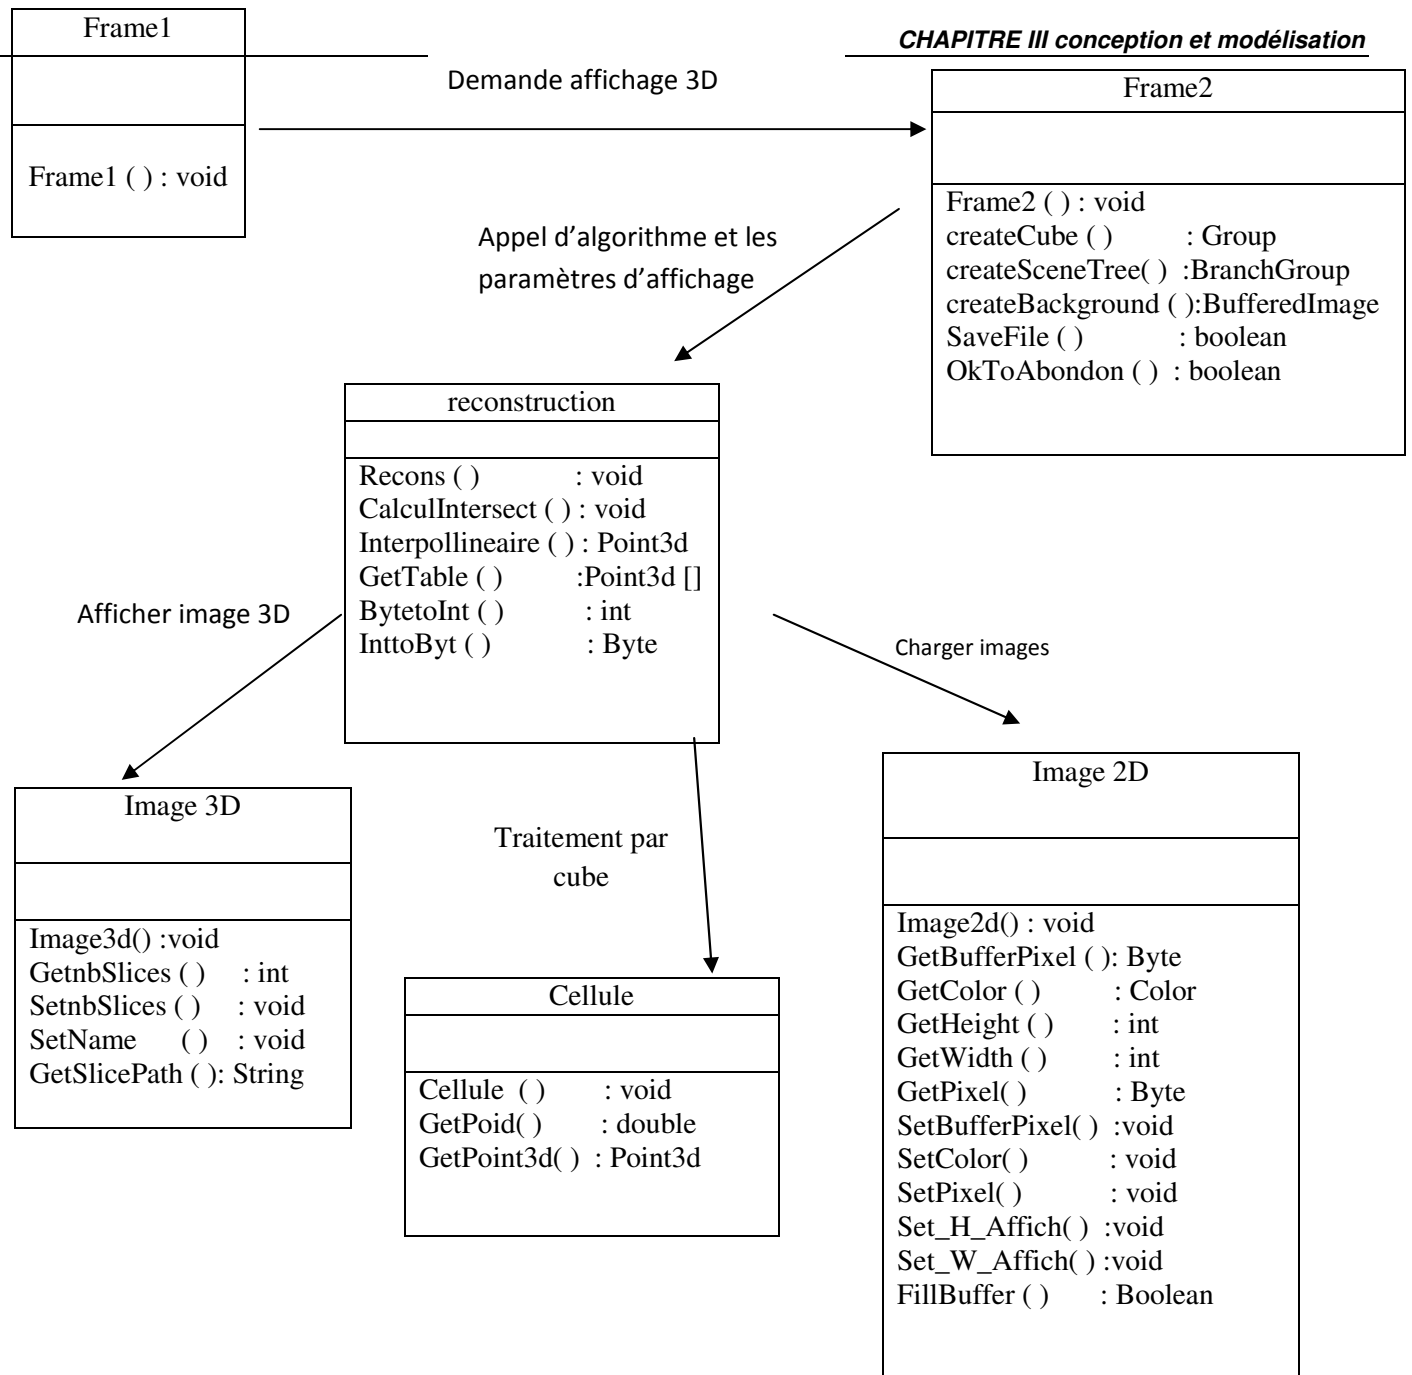 CHAPITRE III conception et modélisation
Frame1
Frame1 ( ) : void
Demande affichage 3D
Frame2
Frame2 ( ) : void
createCube ( ) : Group
createSceneTree( ) :BranchGroup
createBackground ( ):BufferedImage
SaveFile ( ) : boolean
OkToAbondon ( ) : boolean
Appel d’algorithme et les
paramètres d’affichage
reconstruction
Recons ( ) : void
CalculIntersect ( ) : void
Interpollineaire ( ) : Point3d
GetTable ( ) :Point3d []
BytetoInt ( ) : int
InttoByt ( ) : Byte
Afficher image 3D
Charger images
Image 3D
Image3d() :void
GetnbSlices ( ) : int
SetnbSlices ( ) : void
SetName ( ) : void
GetSlicePath ( ): String
Traitement par
cube
Cellule
Cellule ( ) : void
GetPoid( ) : double
GetPoint3d( ) : Point3d
Image 2D
Image2d() : void
GetBufferPixel ( ): Byte
GetColor ( ) : Color
GetHeight ( ) : int
GetWidth ( ) : int
GetPixel( ) : Byte
SetBufferPixel( ) :void
SetColor( ) : void
SetPixel( ) : void
Set_H_Affich( ) :void
Set_W_Affich( ) :void
FillBuffer ( ) : Boolean